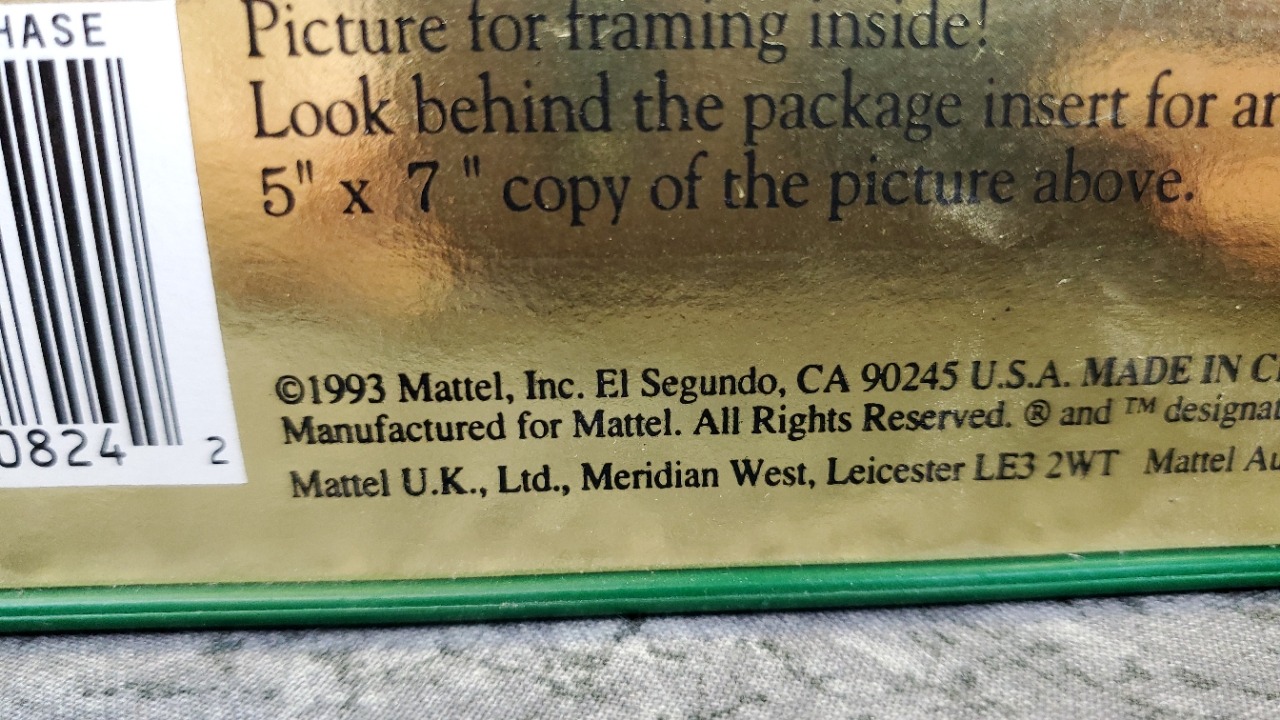 HASE
0824 2
Picture for framing inside!
Look behind the package insert for an
5" x 7 " copy of the picture above.
©1993 Mattel, Inc. El Segundo, CA 90245 U.S.A. MADE IN C
Manufactured for Mattel. All Rights Reserved. ® and ™ designa
Mattel U.K., Ltd., Meridian West, Leicester LE3 2WT Mattel Au